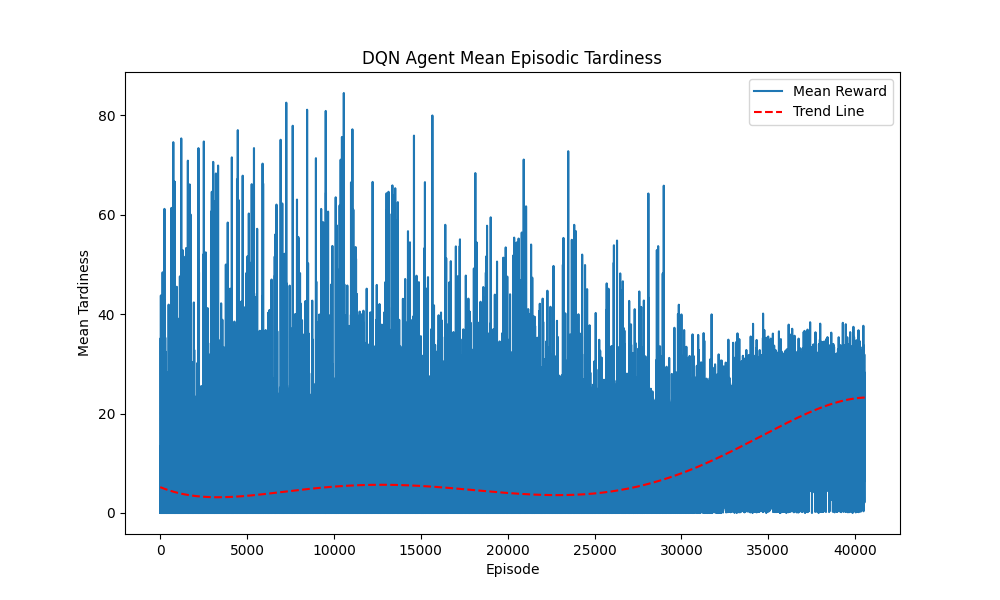 DQN Agent Mean Episodic Tardiness
Mean Reward
Trend Line
Mean Tardiness
80
60
40
20
0
0 5000 10000 15000 20000 25000 30000 35000 40000
Episode